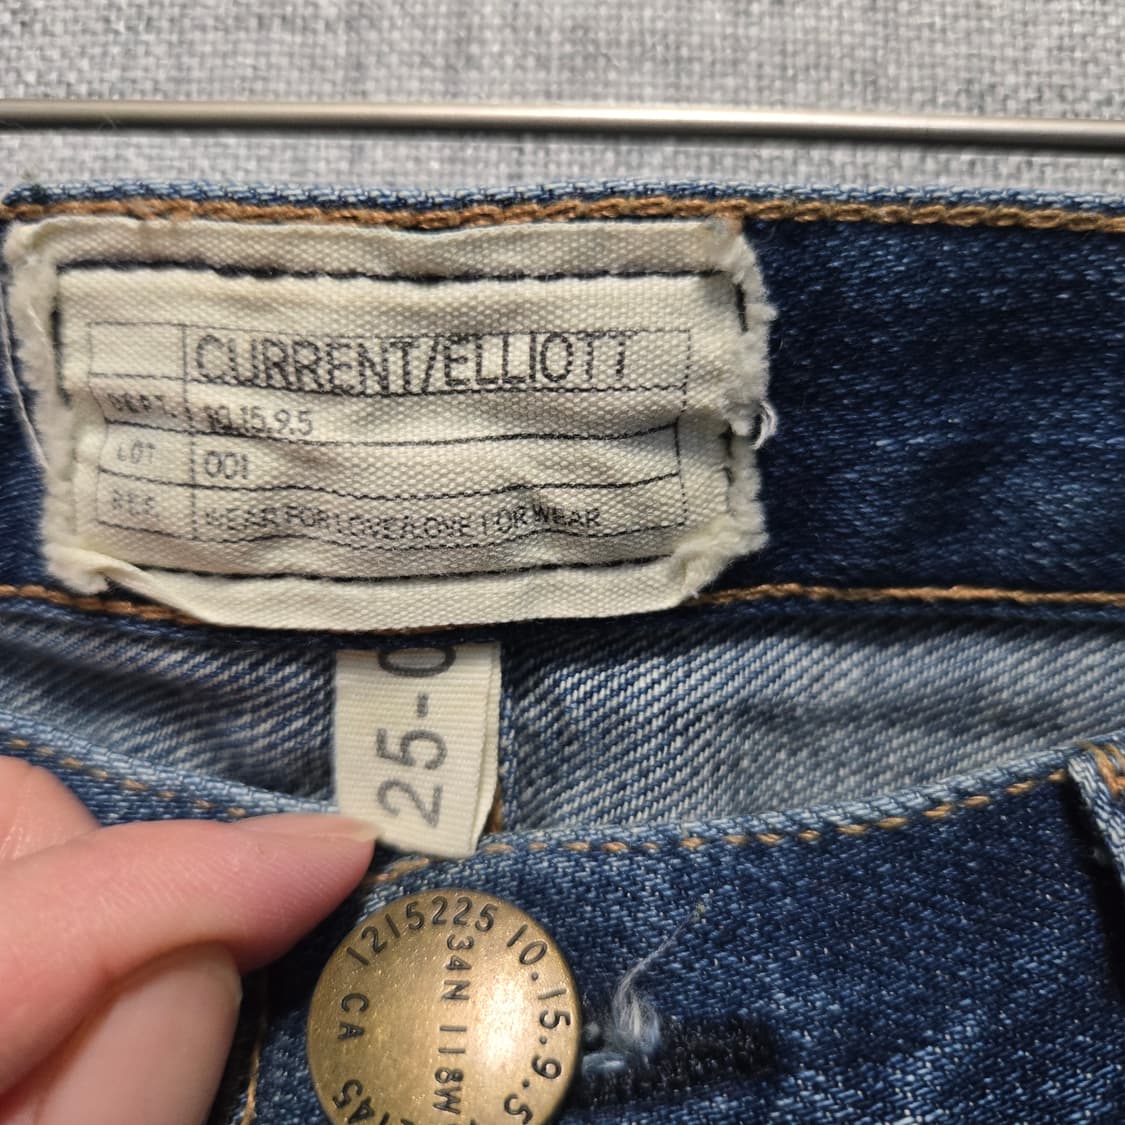 CURRENT/ELLIOTT
DEPT. 10.15.9.5
LOT 001
REF. WEAR FOR LOVE/LOVE FOR WEAR
25-0
1215225 10.15.9.5
34N 118W
CA